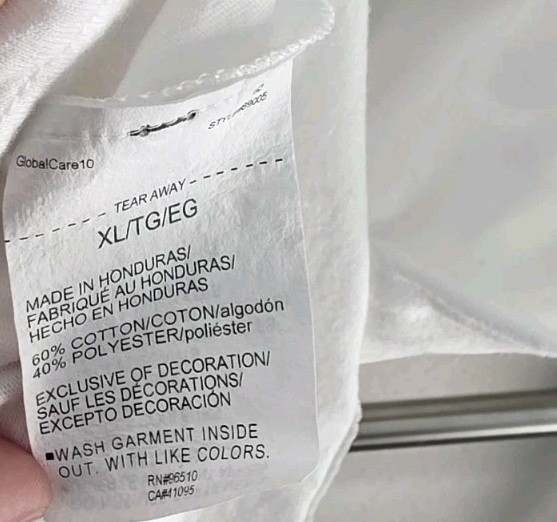 GlobalCare10
- - - - - - - TEAR AWAY - - - - - - -
XL/TG/EG
MADE IN HONDURAS/
FABRIQUÉ AU HONDURAS/
HECHO EN HONDURAS
60% COTTON/COTON/algodón
40% POLYESTER/poliéster
EXCLUSIVE OF DECORATION/
SAUF LES DÉCORATIONS/
EXCEPTO DECORACIÓN
▪WASH GARMENT INSIDE
OUT. WITH LIKE COLORS.
RN#96510
CA#41095